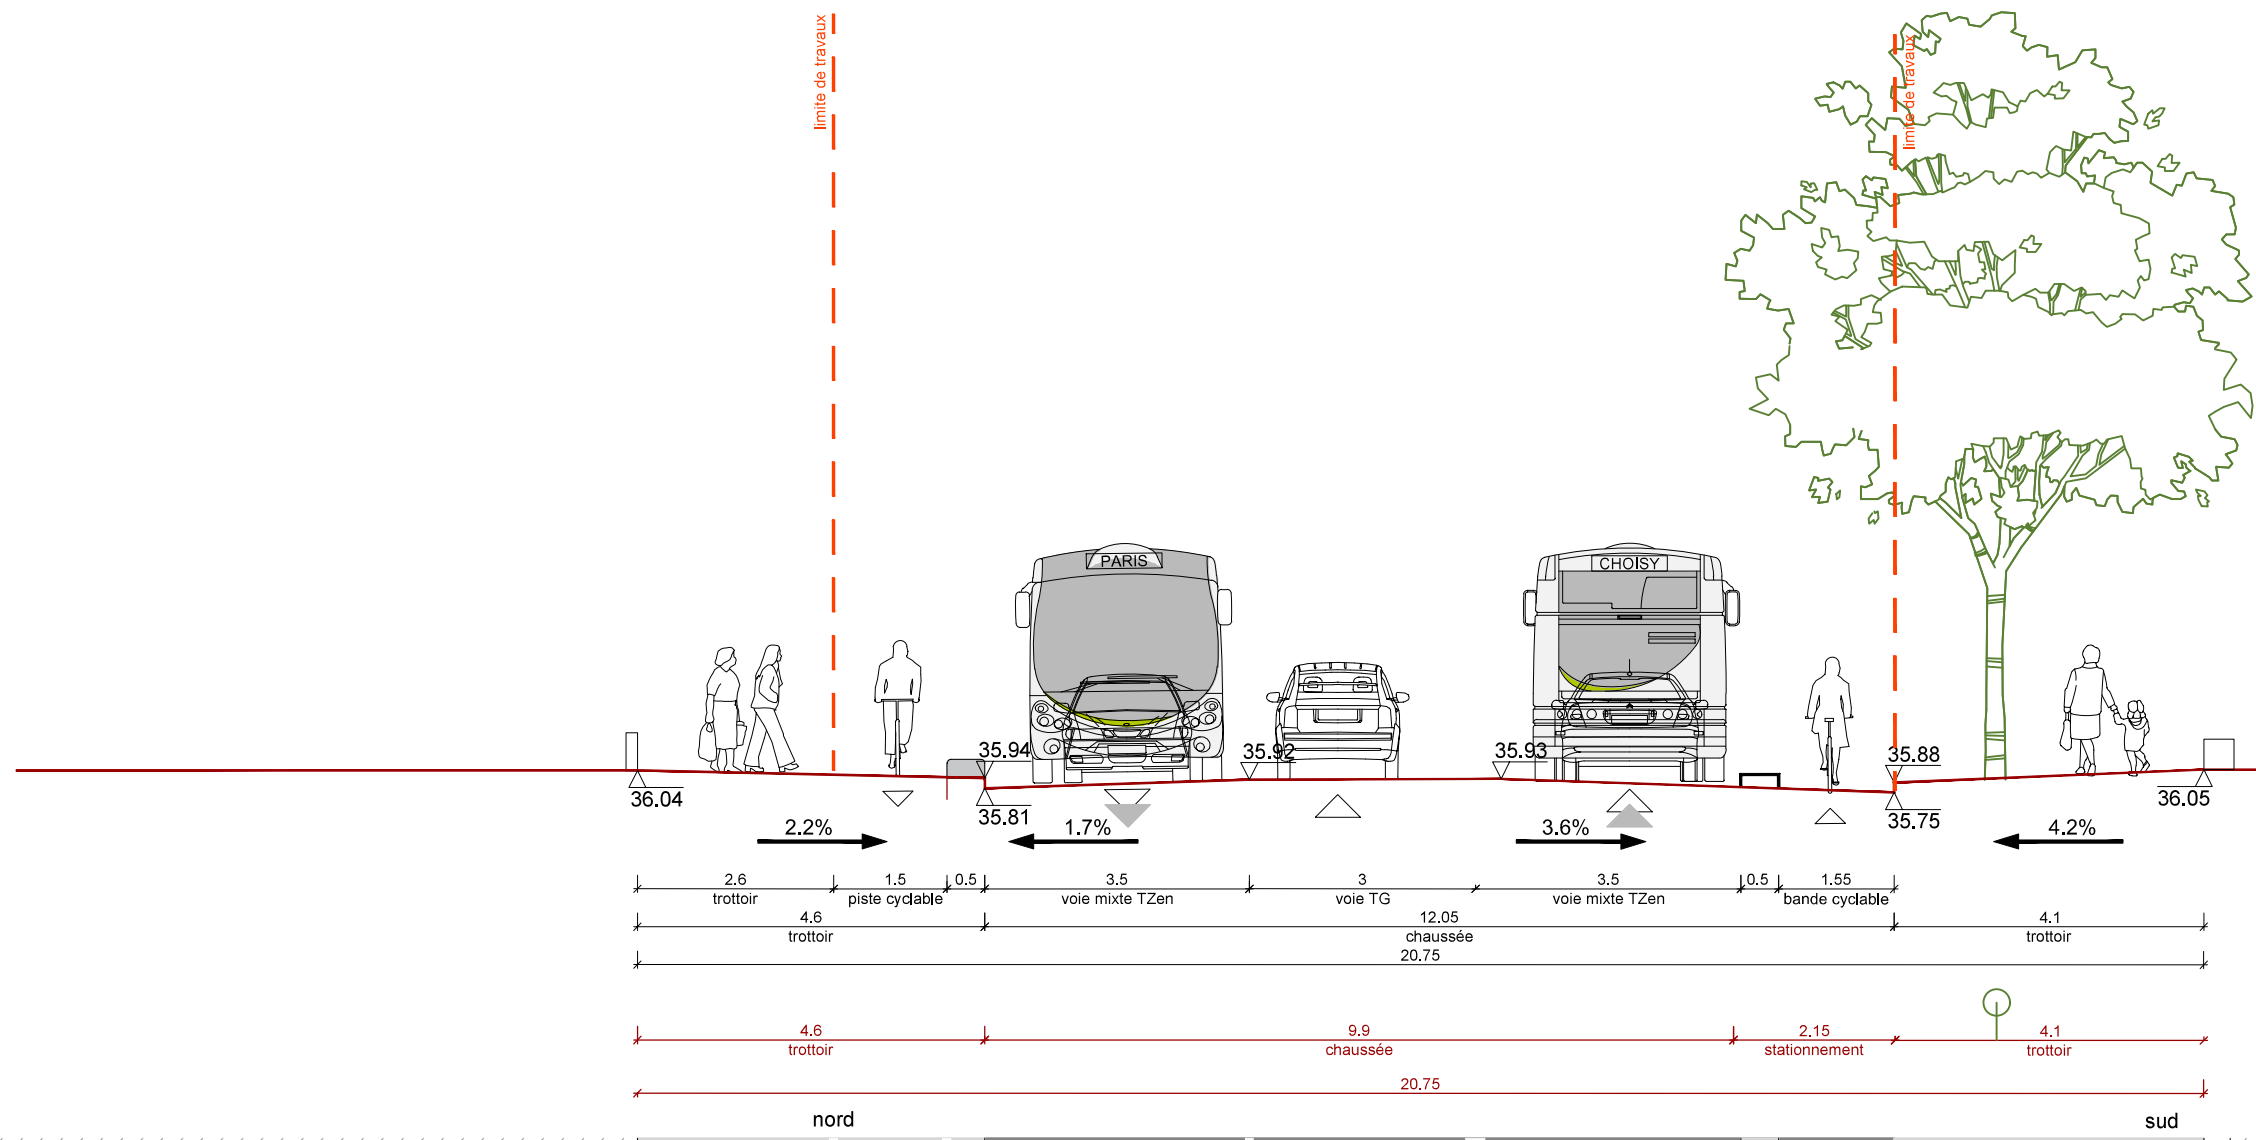 limite de travaux
limite de travaux
PARIS
CHOISY
35.94
35.92
35.93
35.88
36.04
35.81
35.75
36.05
2.2%
1.7%
3.6%
4.2%
2.6
1.5
0.5
3.5
3
3.5
0.5
1.55
trottoir
piste cyclable
voie mixte TZen
voie TG
voie mixte TZen
bande cyclable
4.6
12.05
4.1
trottoir
chaussée
trottoir
20.75
4.6
9.9
2.15
4.1
trottoir
chaussée
stationnement
trottoir
20.75
nord
sud